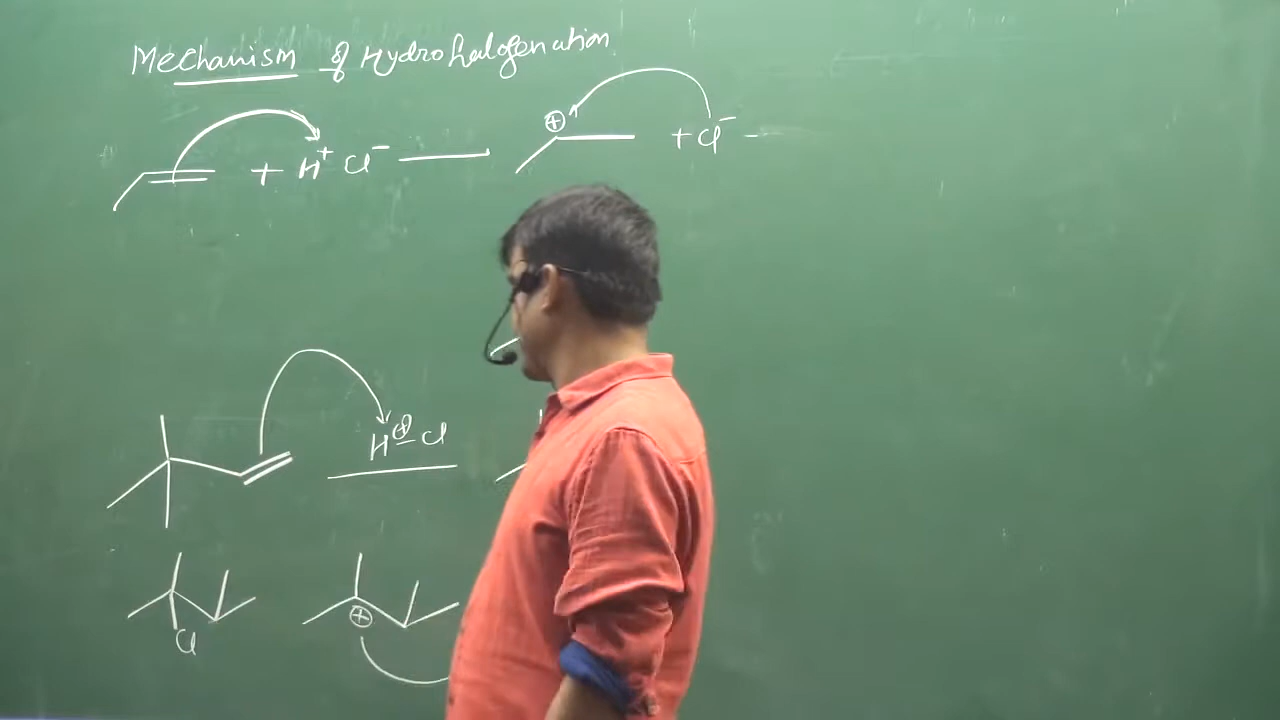 Mechanism of Hydrohalogenation
+ H⁺ Cl⁻
⊕ + Cl⁻
H⊕–Cl
Cl
⊕